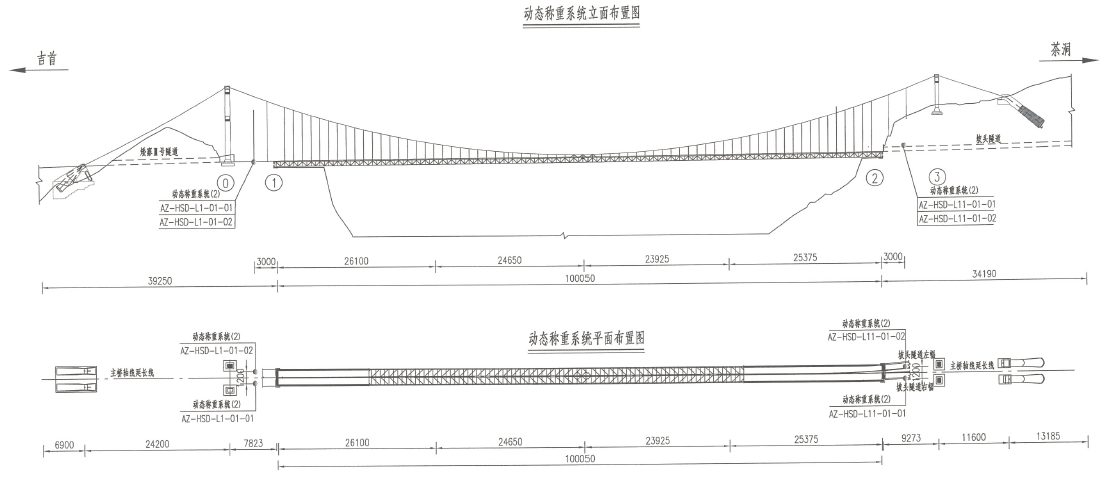 动态称重系统立面布置图
吉首
茶洞
矮寨Ⅲ号隧道
坡头隧道
0
1
2
3
动态称重系统(2)
AZ-HSD-L1-01-01
AZ-HSD-L1-01-02
动态称重系统(2)
AZ-HSD-L11-01-01
AZ-HSD-L11-01-02
3000
26100
24650
23925
25375
3000
39250
100050
34190
动态称重系统平面布置图
动态称重系统(2)
AZ-HSD-L1-01-02
动态称重系统(2)
AZ-HSD-L11-01-02
主桥轴线延长线
1200
坡头隧道左幅
1200
主桥轴线延长线
坡头隧道右幅
动态称重系统(2)
AZ-HSD-L1-01-01
动态称重系统(2)
AZ-HSD-L11-01-01
6900
24200
7823
26100
24650
23925
25375
9273
11600
13185
100050